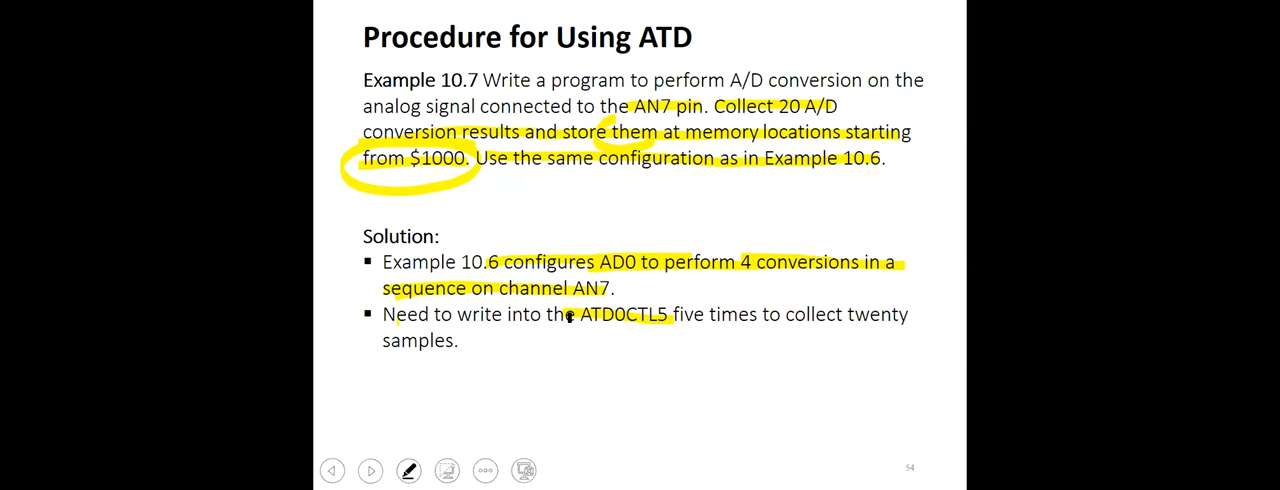 Procedure for Using ATD
Example 10.7 Write a program to perform A/D conversion on the
analog signal connected to the AN7 pin. Collect 20 A/D
conversion results and store them at memory locations starting
from $1000. Use the same configuration as in Example 10.6.
Solution:
▪ Example 10.6 configures AD0 to perform 4 conversions in a
sequence on channel AN7.
▪ Need to write into the ATD0CTL5 five times to collect twenty
samples.
54